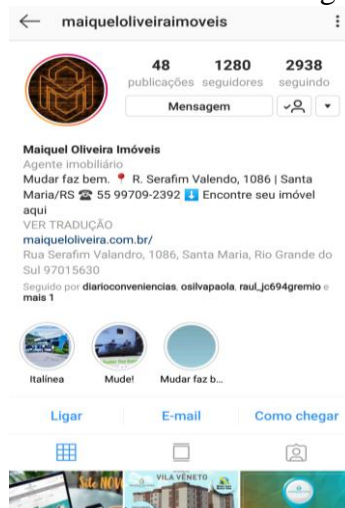 maiqueloliveiraimoveis
48 1280 2938
publicações seguidores seguindo
Mensagem
Maiquel Oliveira Imóveis
Agente imobiliário
Mudar faz bem. 📍 R. Serafim Valendo, 1086 | Santa
Maria/RS ☎ 55 99709-2392 ⬇ Encontre seu imóvel
aqui
VER TRADUÇÃO
maiqueloliveira.com.br/
Rua Serafim Valandro, 1086, Santa Maria, Rio Grande do
Sul 97015630
Seguido por diarioconveniencias, osilvapaola, raul_jc694gremio e
mais 1
Italínea Mude! Mudar faz b...
Ligar E-mail Como chegar
Site NOV
VILA VÊNETO